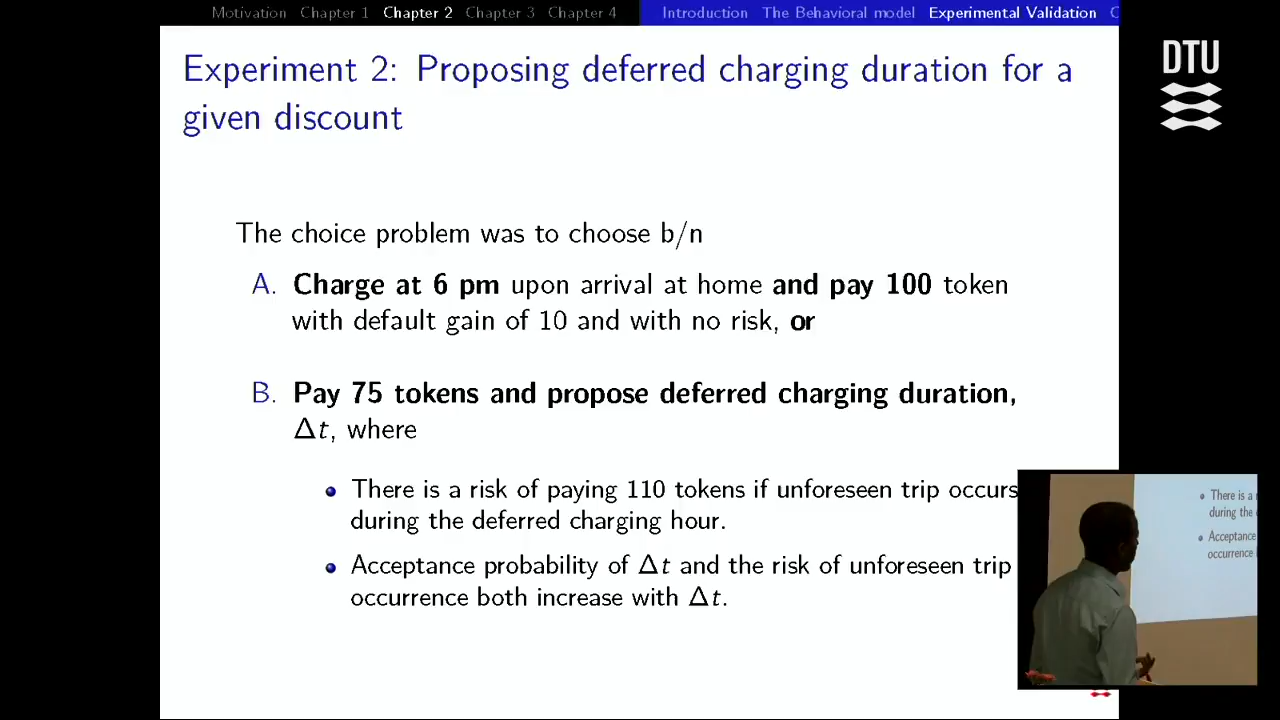 Motivation Chapter 1 Chapter 2 Chapter 3 Chapter 4 Introduction The Behavioral model Experimental Validation
DTU
Experiment 2: Proposing deferred charging duration for a
given discount
The choice problem was to choose b/n
A. Charge at 6 pm upon arrival at home and pay 100 token
with default gain of 10 and with no risk, or
B. Pay 75 tokens and propose deferred charging duration,
Δt, where
• There is a risk of paying 110 tokens if unforeseen trip occurs
during the deferred charging hour.
• Acceptance probability of Δt and the risk of unforeseen trip
occurrence both increase with Δt.
• There is a
during the
• Acceptance
occurrence